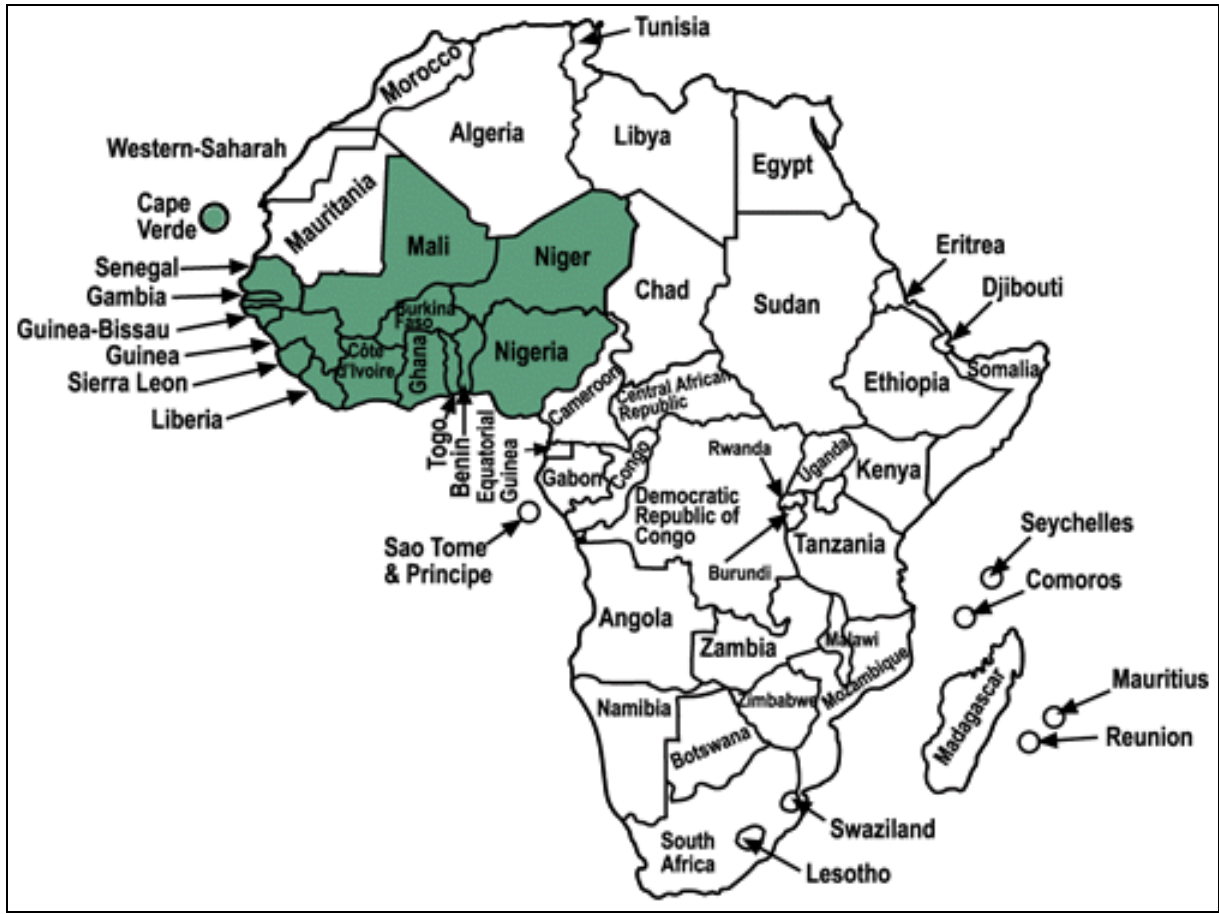 Tunisia
Morocco
Algeria
Libya
Egypt
Western-Saharah
Mauritania
Cape
Verde
Mali
Niger
Chad
Sudan
Eritrea
Djibouti
Senegal
Gambia
Guinea-Bissau
Guinea
Sierra Leon
Liberia
Burkina
Faso
Côte
d'Ivoire
Ghana
Nigeria
Togo
Benin
Equatorial
Guinea
Cameroon
Central African
Republic
Ethiopia
Somalia
Gabon
Congo
Rwanda
Uganda
Kenya
Democratic
Republic of
Congo
Burundi
Tanzania
Sao Tome
& Principe
Seychelles
Comoros
Angola
Zambia
Malawi
Mozambique
Namibia
Zimbabwe
Botswana
Madagascar
Mauritius
Reunion
Swaziland
South
Africa
Lesotho